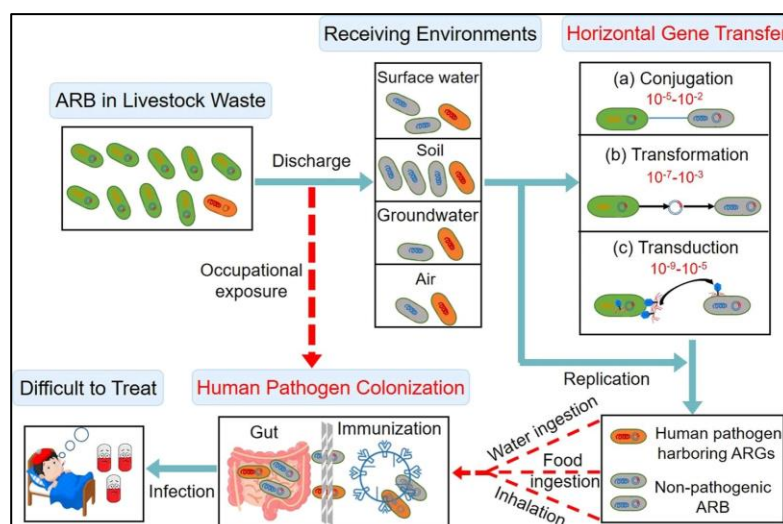 Receiving Environments
Horizontal Gene Transfer
ARB in Livestock Waste
Discharge
Occupational
exposure
Surface water
Soil
Groundwater
Air
(a) Conjugation
10⁻⁵-10⁻²
(b) Transformation
10⁻⁷-10⁻³
(c) Transduction
10⁻⁹-10⁻⁵
Replication
Difficult to Treat
Human Pathogen Colonization
Infection
Gut
Immunization
Water ingestion
Food
ingestion
Inhalation
Human pathogen
harboring ARGs
Non-pathogenic
ARB